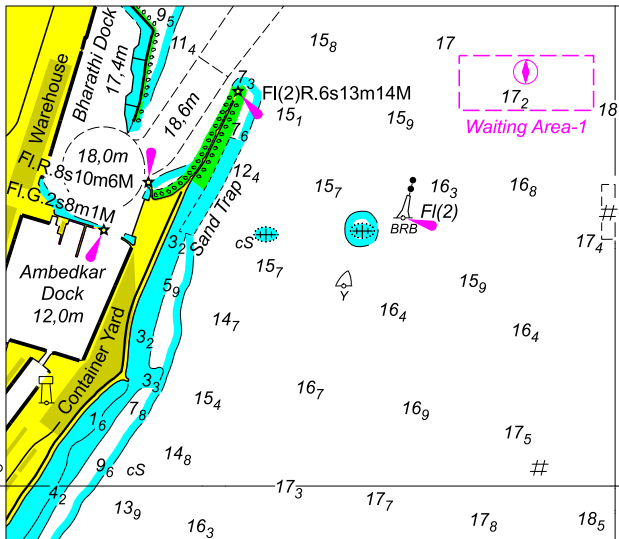 9₅
11₄
15₈
17
Bharathi Dock
17,4m
7₃
Fl(2)R.6s13m14M
17₂
18
Warehouse
18,6m
15₁
15₉
Waiting Area-1
7₆
18,0m
Fl.R.8s10m6M
12₄
15₇
16₃
16₈
Fl.G.2s8m1M
Sand Trap
Fl(2)
BRB
3₂
cS
17₄
Ambedkar
Dock
12,0m
15₇
5₉
Y
15₉
14₇
16₄
16₄
3₂
Container Yard
3₃
16₇
15₄
7₈
16₉
1₆
17₅
14₈
9₆
cS
4₂
17₃
17₇
13₉
16₃
17₈
18₅